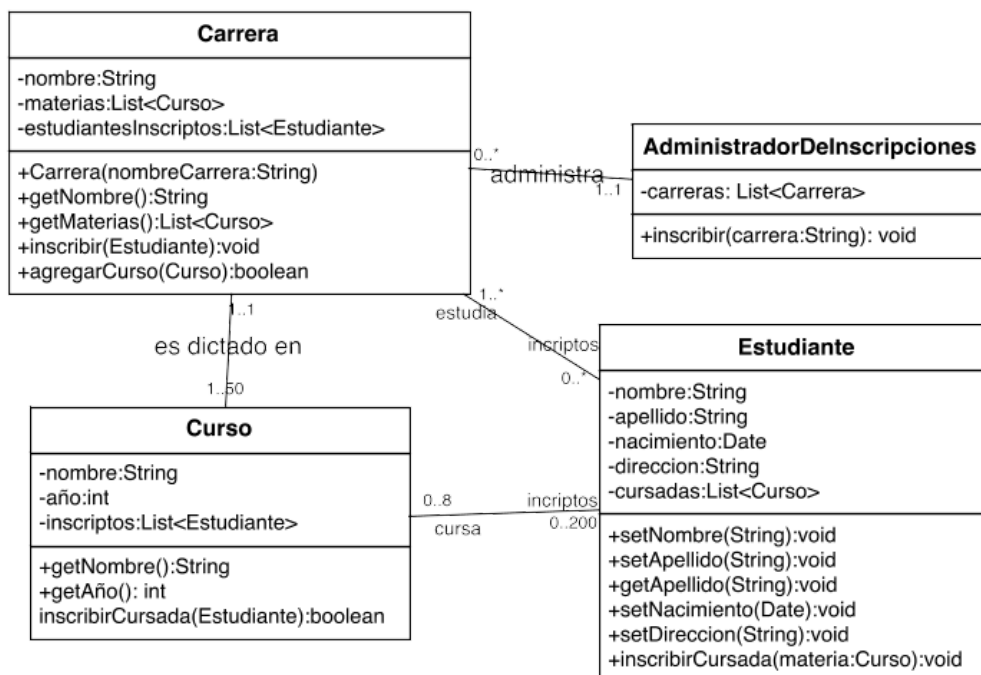 Carrera
-nombre:String
-materias:List<Curso>
-estudiantesInscriptos:List<Estudiante>
+Carrera(nombreCarrera:String)
+getNombre():String
+getMaterias():List<Curso>
+inscribir(Estudiante):void
+agregarCurso(Curso):boolean
0..*
administra
1..1
AdministradorDeInscripciones
-carreras: List<Carrera>
+inscribir(carrera:String): void
1..1
es dictado en
1..50
1..*
estudia
incriptos
0..*
Curso
-nombre:String
-año:int
-inscriptos:List<Estudiante>
+getNombre():String
+getAño(): int
inscribirCursada(Estudiante):boolean
0..8
cursa
incriptos
0..200
Estudiante
-nombre:String
-apellido:String
-nacimiento:Date
-direccion:String
-cursadas:List<Curso>
+setNombre(String):void
+setApellido(String):void
+getApellido(String):void
+setNacimiento(Date):void
+setDireccion(String):void
+inscribirCursada(materia:Curso):void